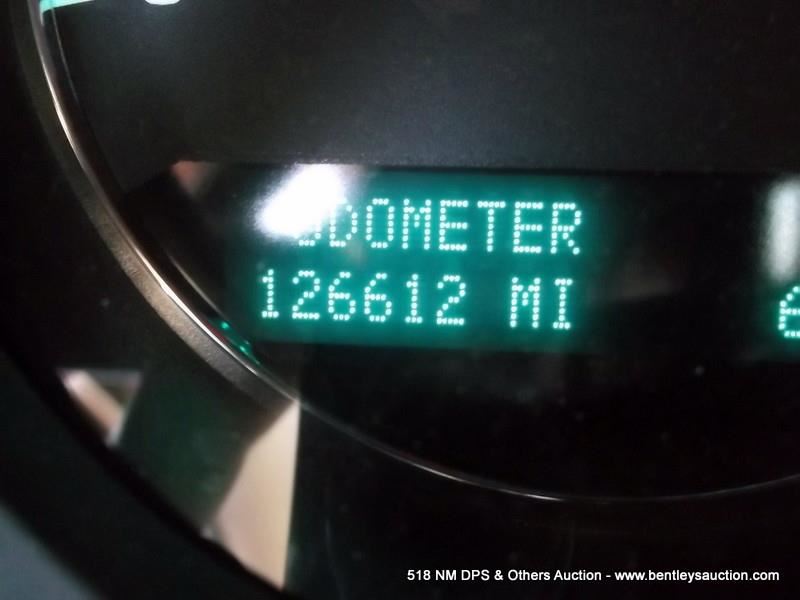 ODOMETER
126612 MI
518 NM DPS & Others Auction - www.bentleysauction.com